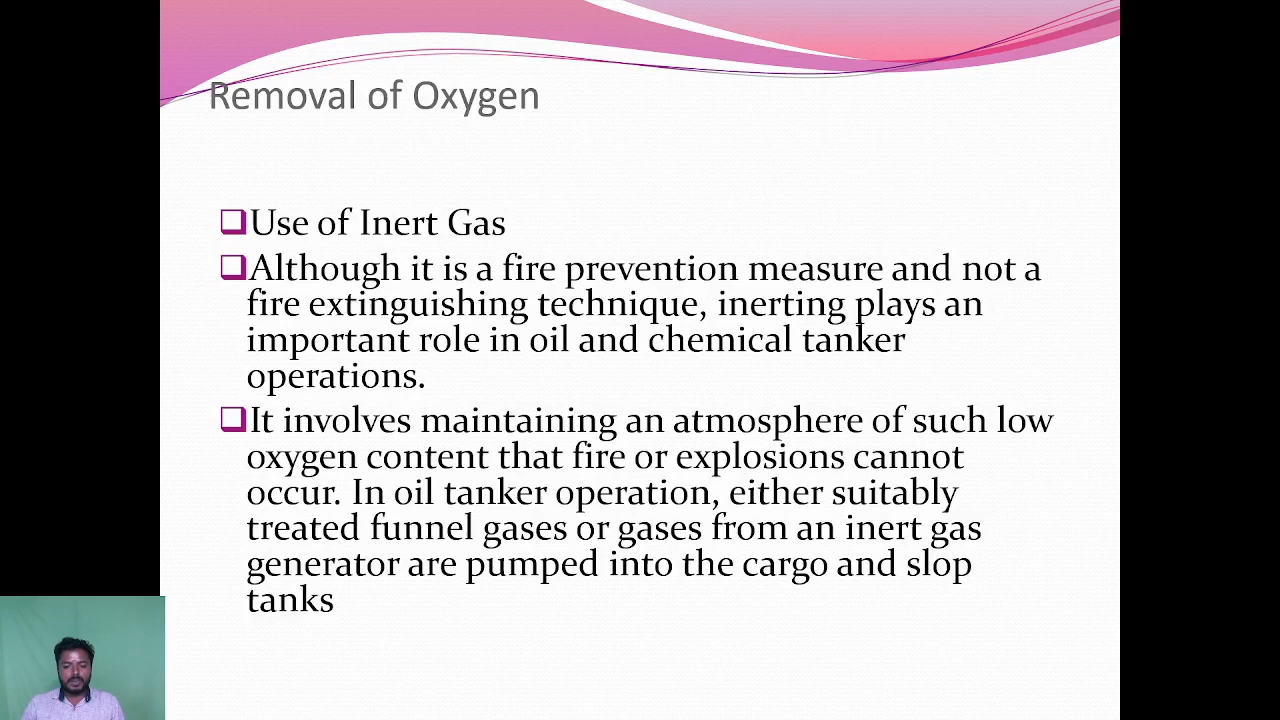 Removal of Oxygen
Use of Inert Gas
Although it is a fire prevention measure and not a
fire extinguishing technique, inerting plays an
important role in oil and chemical tanker
operations.
It involves maintaining an atmosphere of such low
oxygen content that fire or explosions cannot
occur. In oil tanker operation, either suitably
treated funnel gases or gases from an inert gas
generator are pumped into the cargo and slop
tanks